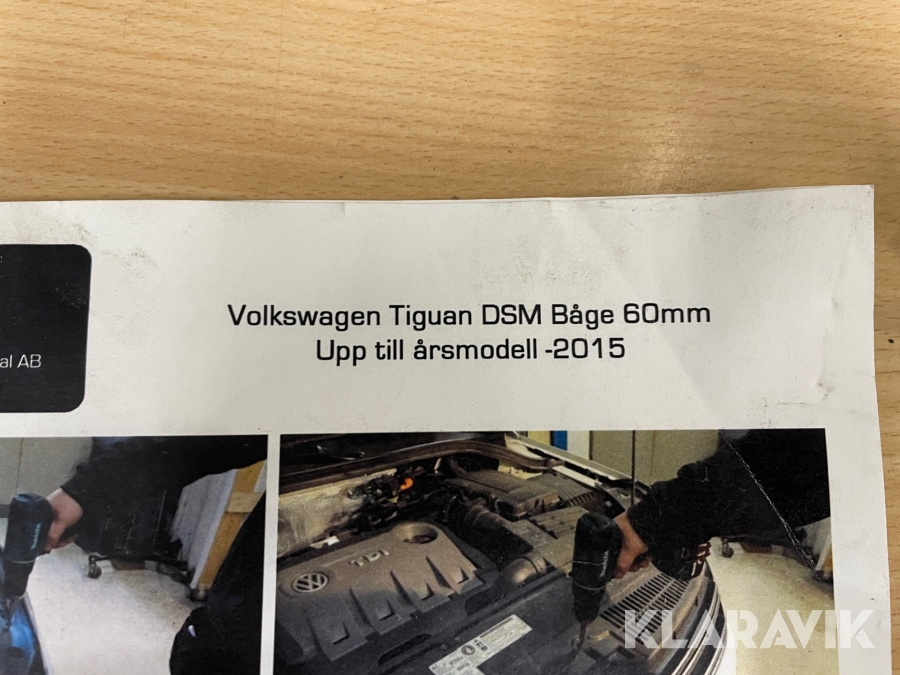 Volkswagen Tiguan DSM Båge 60mm
Upp till årsmodell -2015
al AB
TDI
KLARAVIK